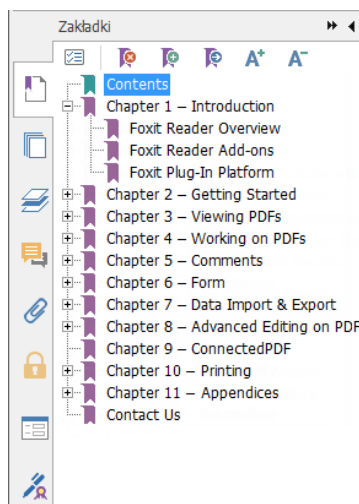 Zakładki
A+ A−
Contents
Chapter 1 – Introduction
Foxit Reader Overview
Foxit Reader Add-ons
Foxit Plug-In Platform
Chapter 2 – Getting Started
Chapter 3 – Viewing PDFs
Chapter 4 – Working on PDFs
Chapter 5 – Comments
Chapter 6 – Form
Chapter 7 – Data Import & Export
Chapter 8 – Advanced Editing on PDF
Chapter 9 – ConnectedPDF
Chapter 10 – Printing
Chapter 11 – Appendices
Contact Us